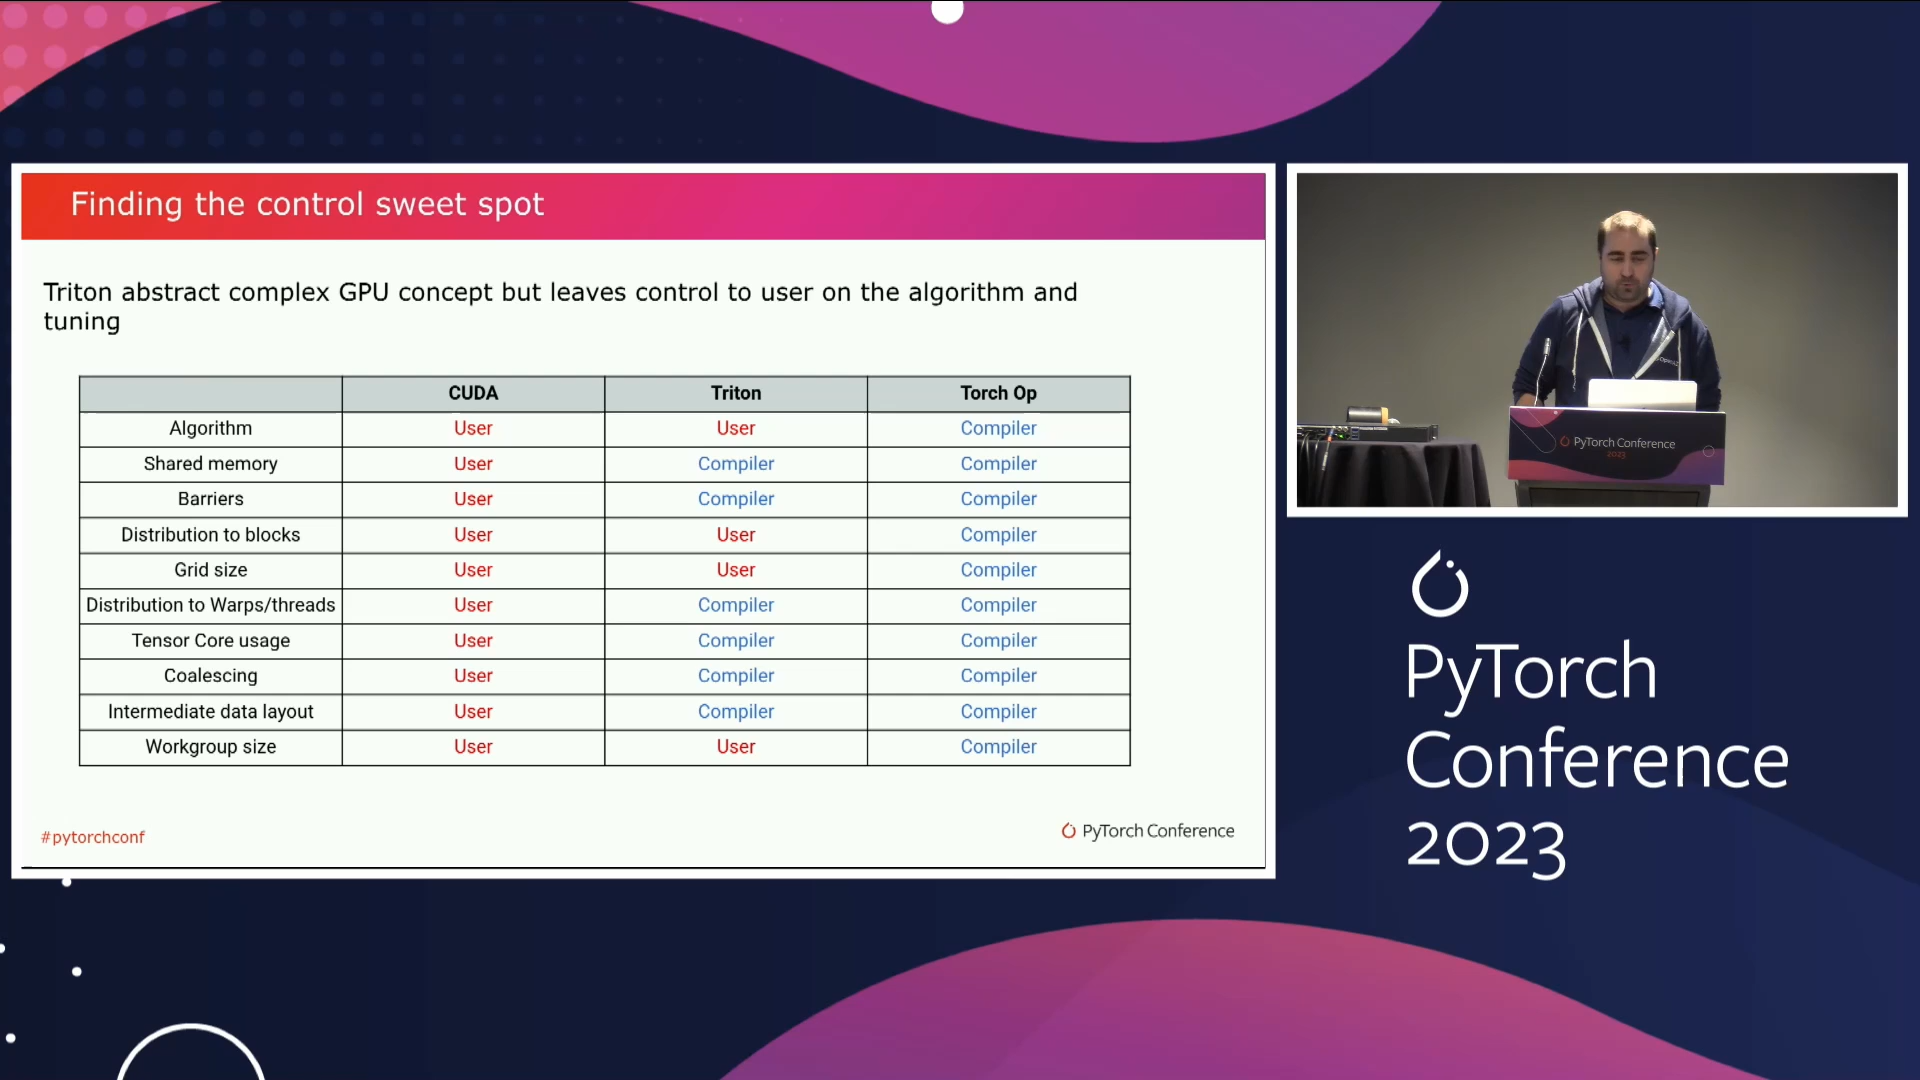 Finding the control sweet spot
Triton abstract complex GPU concept but leaves control to user on the algorithm and
tuning
CUDA Triton Torch Op
Algorithm User User Compiler
Shared memory User Compiler Compiler
Barriers User Compiler Compiler
Distribution to blocks User User Compiler
Grid size User User Compiler
Distribution to Warps/threads User Compiler Compiler
Tensor Core usage User Compiler Compiler
Coalescing User Compiler Compiler
Intermediate data layout User Compiler Compiler
Workgroup size User User Compiler
#pytorchconf
PyTorch Conference
PyTorch Conference
2023
PyTorch
Conference
2023